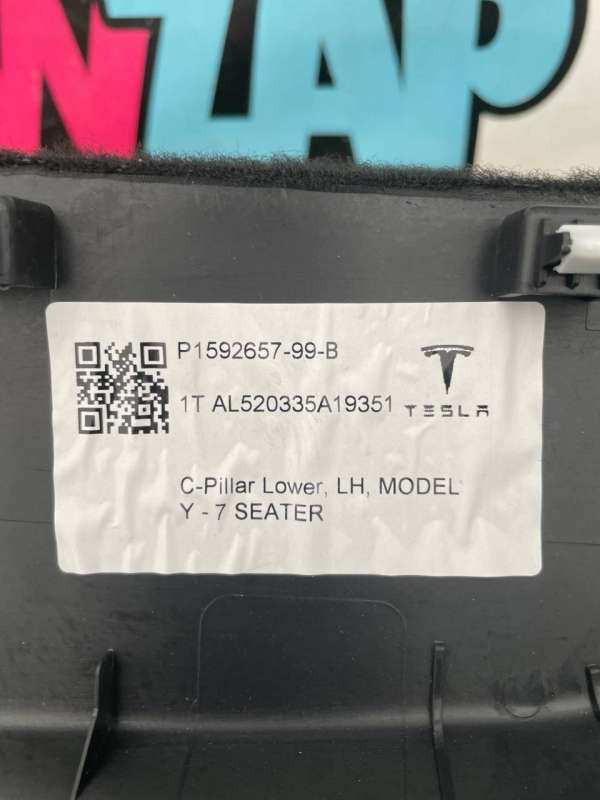 NZAP
P1592657-99-B
1T AL520335A19351
TESLA
C-Pillar Lower, LH, MODEL
Y - 7 SEATER